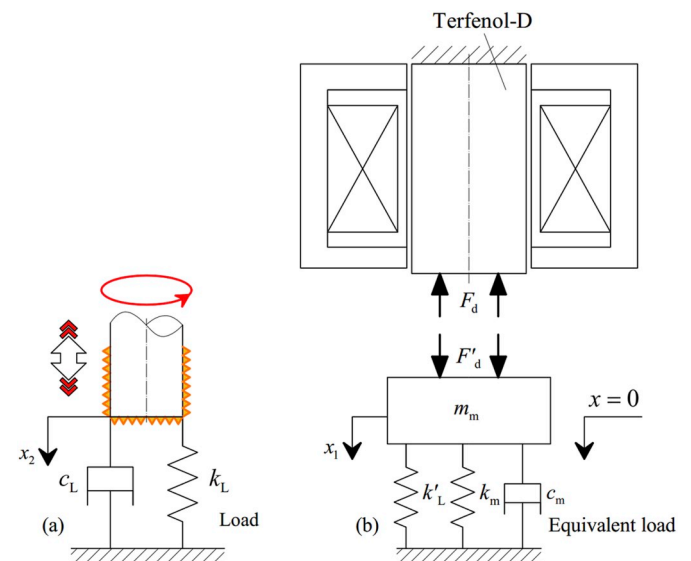 Terfenol-D
F_d
F'_d
m_m
x = 0
x_2
x_1
c_L
k_L
k'_L
k_m
c_m
(a)
Load
(b)
Equivalent load